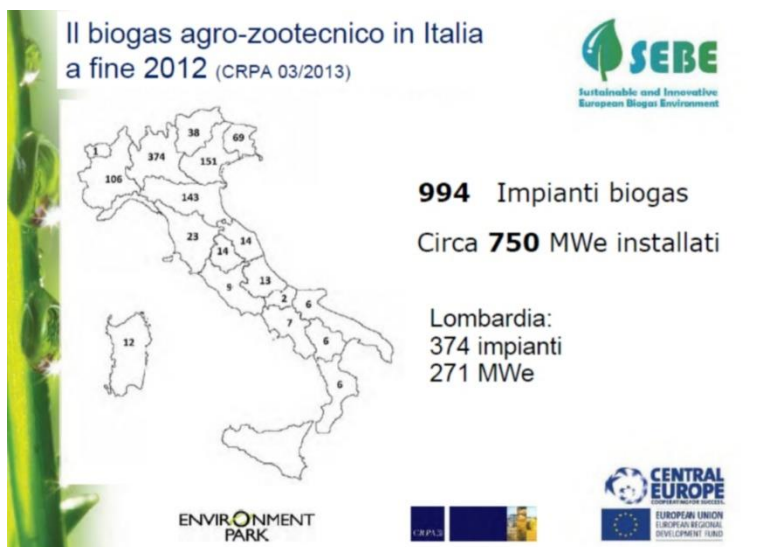 Il biogas agro-zootecnico in Italia
a fine 2012 (CRPA 03/2013)
SEBE
Sustainable and Innovative
European Biogas Environment
38
69
1
374
151
106
143
23
14
14
13
9
2
6
7
6
12
6
994 Impianti biogas
Circa 750 MWe installati
Lombardia:
374 impianti
271 MWe
ENVIRONMENT
PARK
CENTRAL
EUROPE
COOPERATING FOR SUCCESS.
EUROPEAN UNION
EUROPEAN REGIONAL
DEVELOPMENT FUND